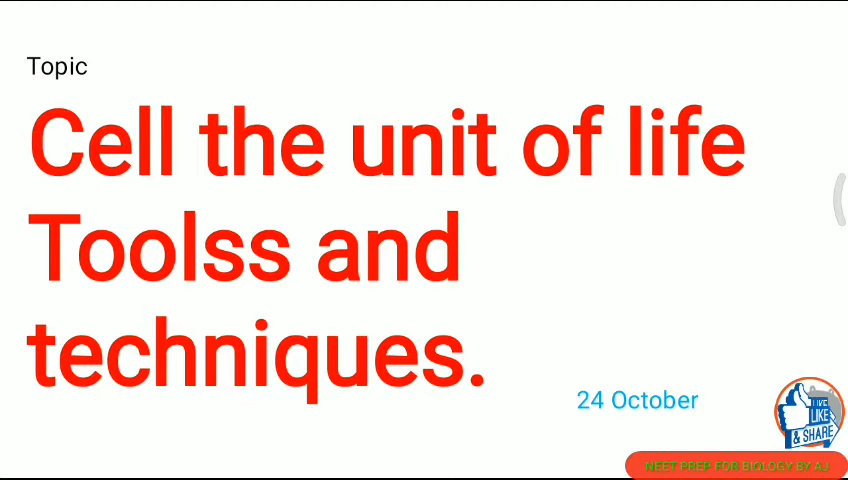 Topic
Cell the unit of life
Toolss and
techniques.
24 October
LIKE
LIKE
& SHARE
NEET PREP FOR BIOLOGY BY AJ